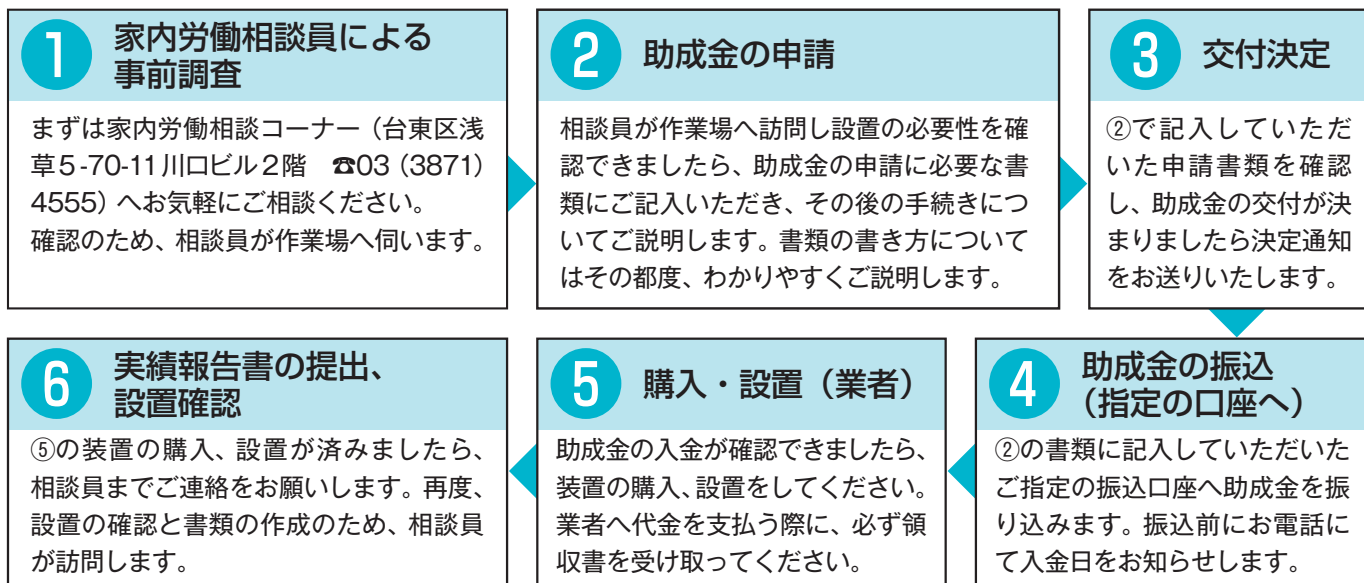 1
家内労働相談員による
事前調査
まずは家内労働相談コーナー（台東区浅
草5-70-11川口ビル2階　☎03（3871）
4555）へお気軽にご相談ください。
確認のため、相談員が作業場へ伺います。
2
助成金の申請
相談員が作業場へ訪問し設置の必要性を確
認できましたら、助成金の申請に必要な書
類にご記入いただき、その後の手続きにつ
いてご説明します。書類の書き方について
はその都度、わかりやすくご説明します。
3
交付決定
②で記入していただ
いた申請書類を確認
し、助成金の交付が決
まりましたら決定通知
をお送りいたします。
4
助成金の振込
（指定の口座へ）
②の書類に記入していただいた
ご指定の振込口座へ助成金を振
り込みます。振込前にお電話に
て入金日をお知らせします。
5
購入・設置（業者）
助成金の入金が確認できましたら、
装置の購入、設置をしてください。
業者へ代金を支払う際に、必ず領
収書を受け取ってください。
6
実績報告書の提出、
設置確認
⑤の装置の購入、設置が済みましたら、
相談員までご連絡をお願いします。再度、
設置の確認と書類の作成のため、相談員
が訪問します。